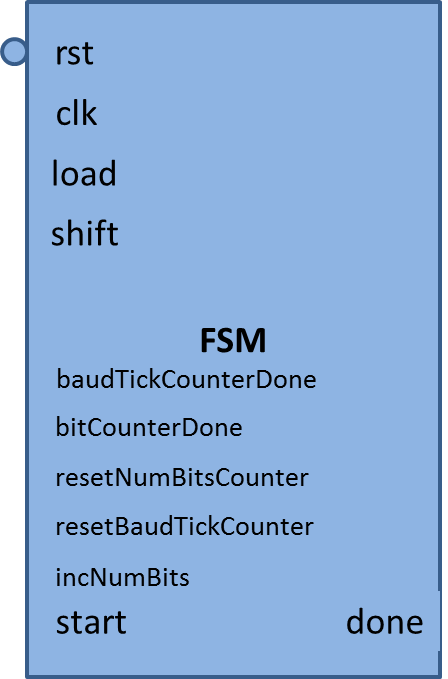 rst
clk
load
shift
FSM
baudTickCounterDone
bitCounterDone
resetNumBitsCounter
resetBaudTickCounter
incNumBits
start done